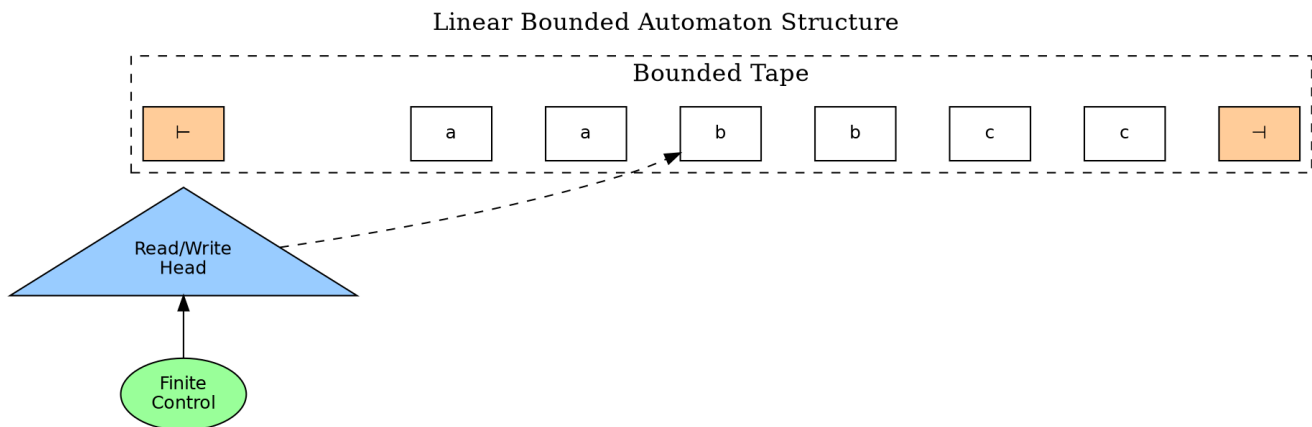 Linear Bounded Automaton Structure
Bounded Tape
⊢ a a b b c c ⊣
Read/Write
Head
Finite
Control